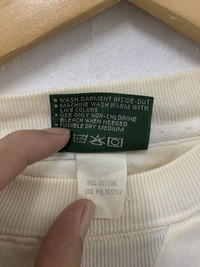 • WASH GARMENT INSIDE-OUT
• MACHINE WASH WARM WITH
LIKE COLORS
• USE ONLY NON-CHLORINE
BLEACH WHEN NEEDED
• TUMBLE DRY MEDIUM
COTTON
POLYESTER